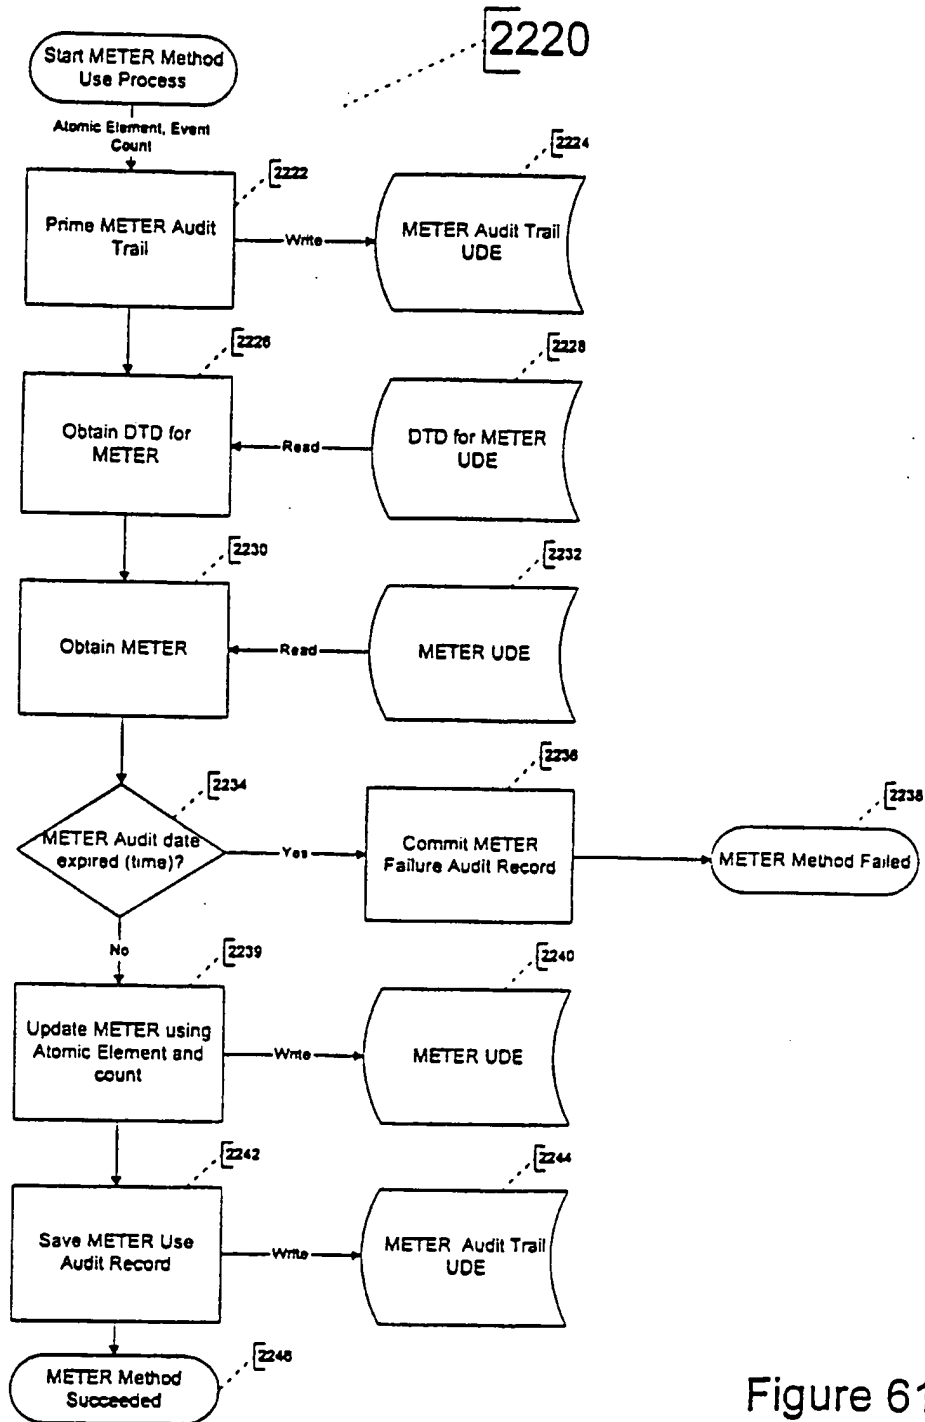 2220
Start METER Method
Use Process
Atomic Element, Event
Count
2222
2224
Prime METER Audit
Trail
Write
METER Audit Trail
UDE
2226
2228
Obtain DTD for
METER
Read
DTD for METER
UDE
2230
2232
Obtain METER
Read
METER UDE
2234
2236
2238
METER Audit date
expired (time)?
Yes
Commit METER
Failure Audit Record
METER Method Failed
No
2239
2240
Update METER using
Atomic Element and
count
Write
METER UDE
2242
2244
Save METER Use
Audit Record
Write
METER Audit Trail
UDE
2246
METER Method
Succeeded
Figure 61